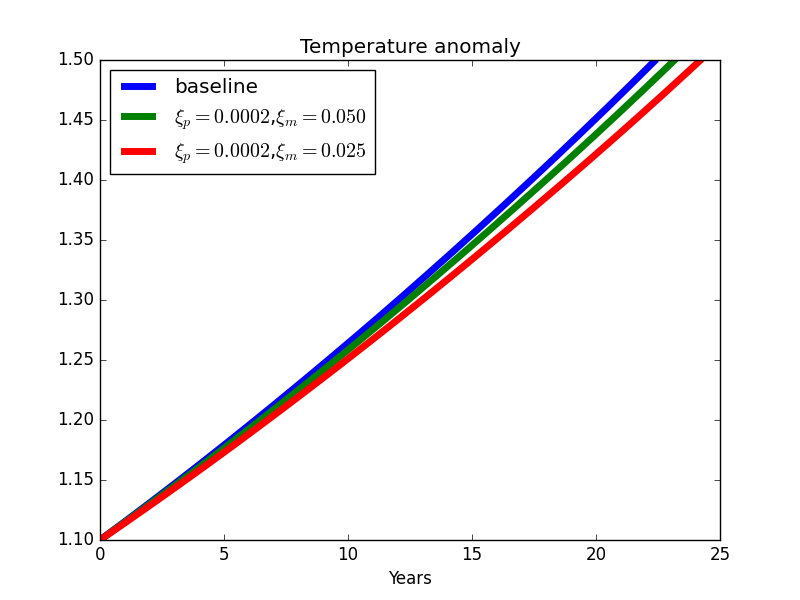 Temperature anomaly
1.50
1.45
1.40
1.35
1.30
1.25
1.20
1.15
1.10
baseline
ξₚ = 0.0002,ξₘ = 0.050
ξₚ = 0.0002,ξₘ = 0.025
0 5 10 15 20 25
Years